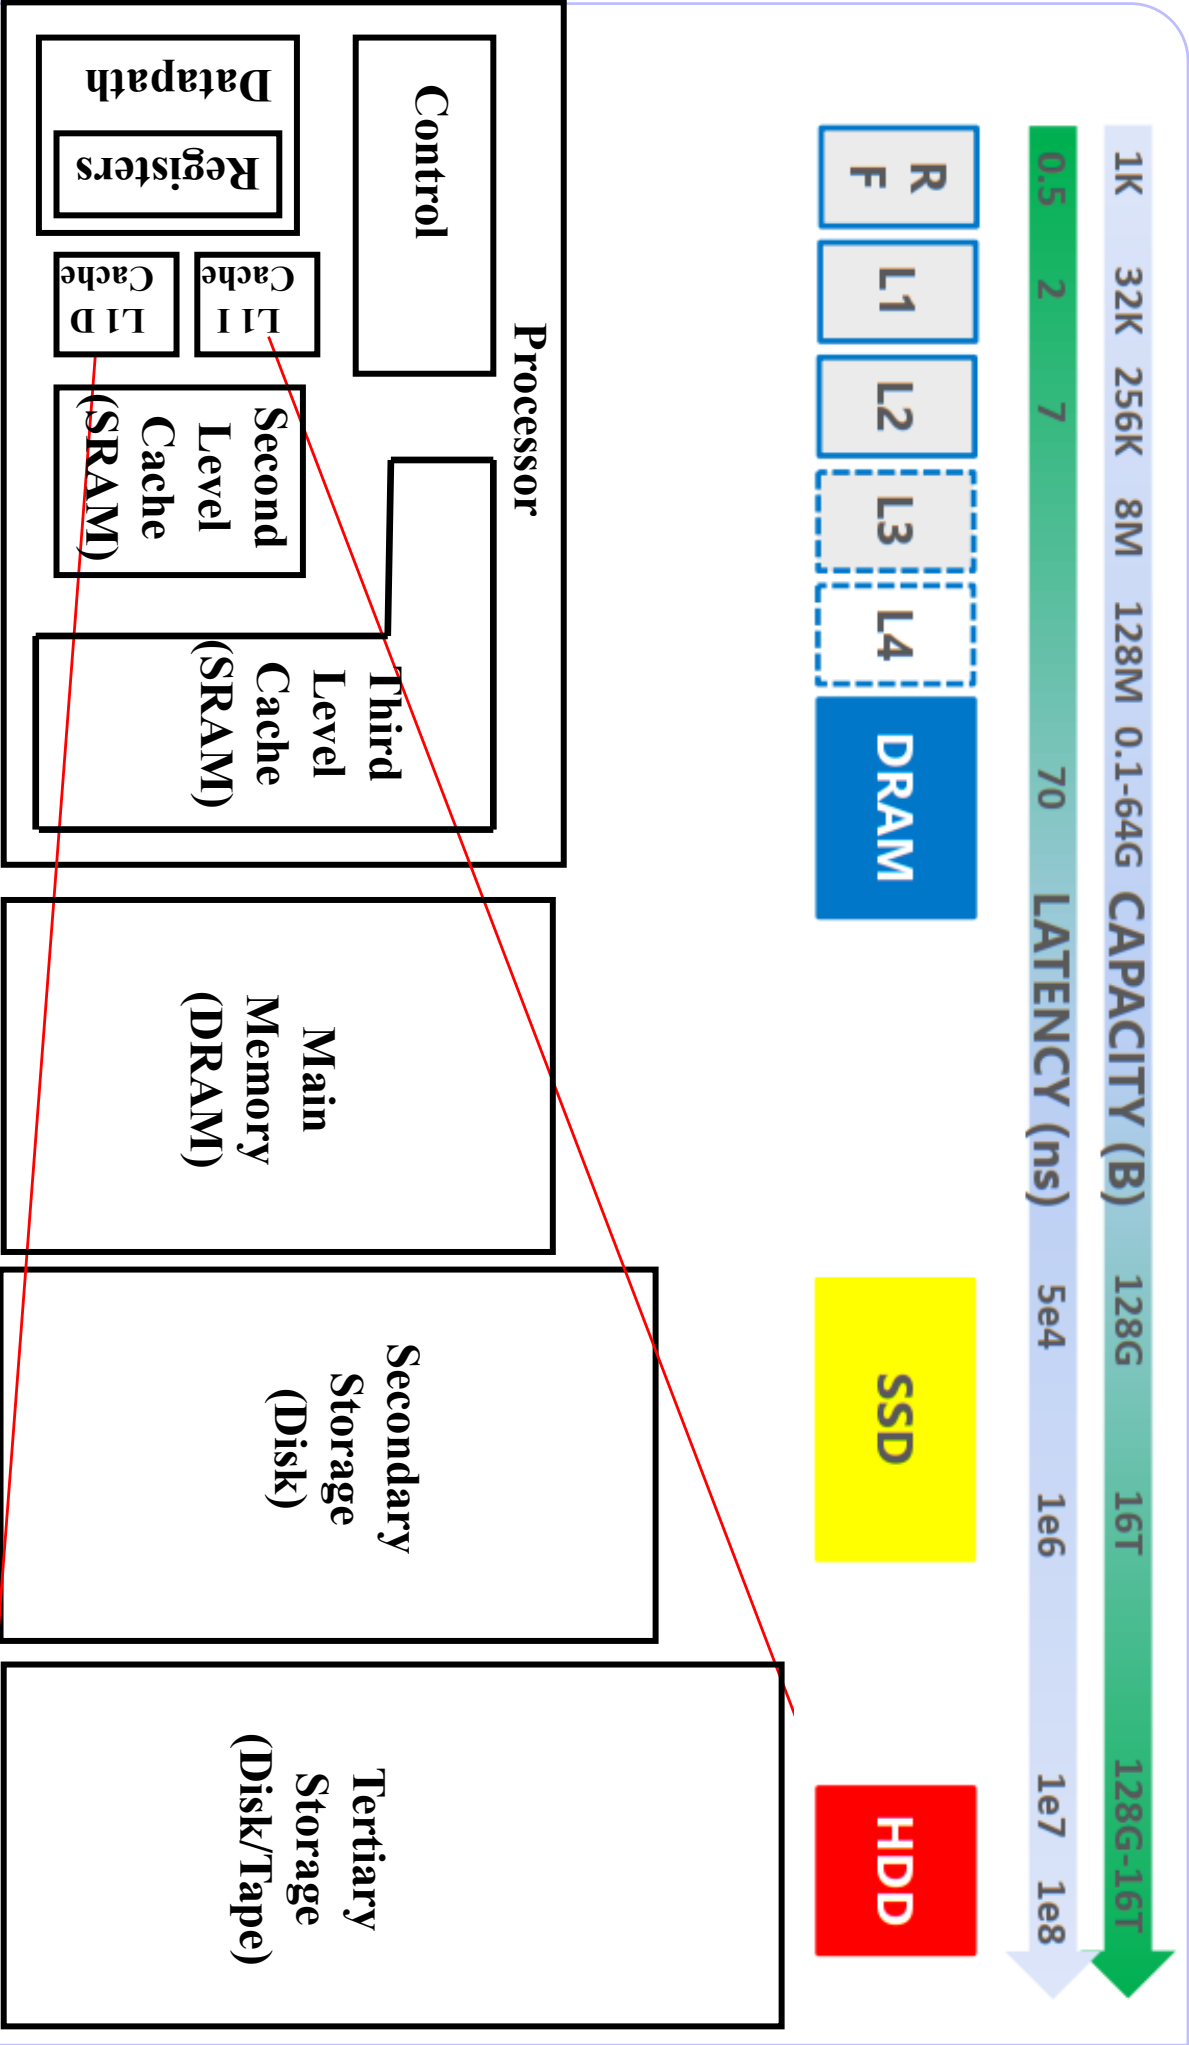 1K 32K 256K 8M 128M 0.1-64G CAPACITY (B) 128G 16T 128G-16T
0.5 2 7 70 LATENCY (ns) 5e4 1e6 1e7 1e8
R
F
L1
L2
L3
L4
DRAM
SSD
HDD
Processor
Control
Datapath
Registers
L1 I
Cache
L1 D
Cache
Second
Level
Cache
(SRAM)
Third
Level
Cache
(SRAM)
Main
Memory
(DRAM)
Secondary
Storage
(Disk)
Tertiary
Storage
(Disk/Tape)